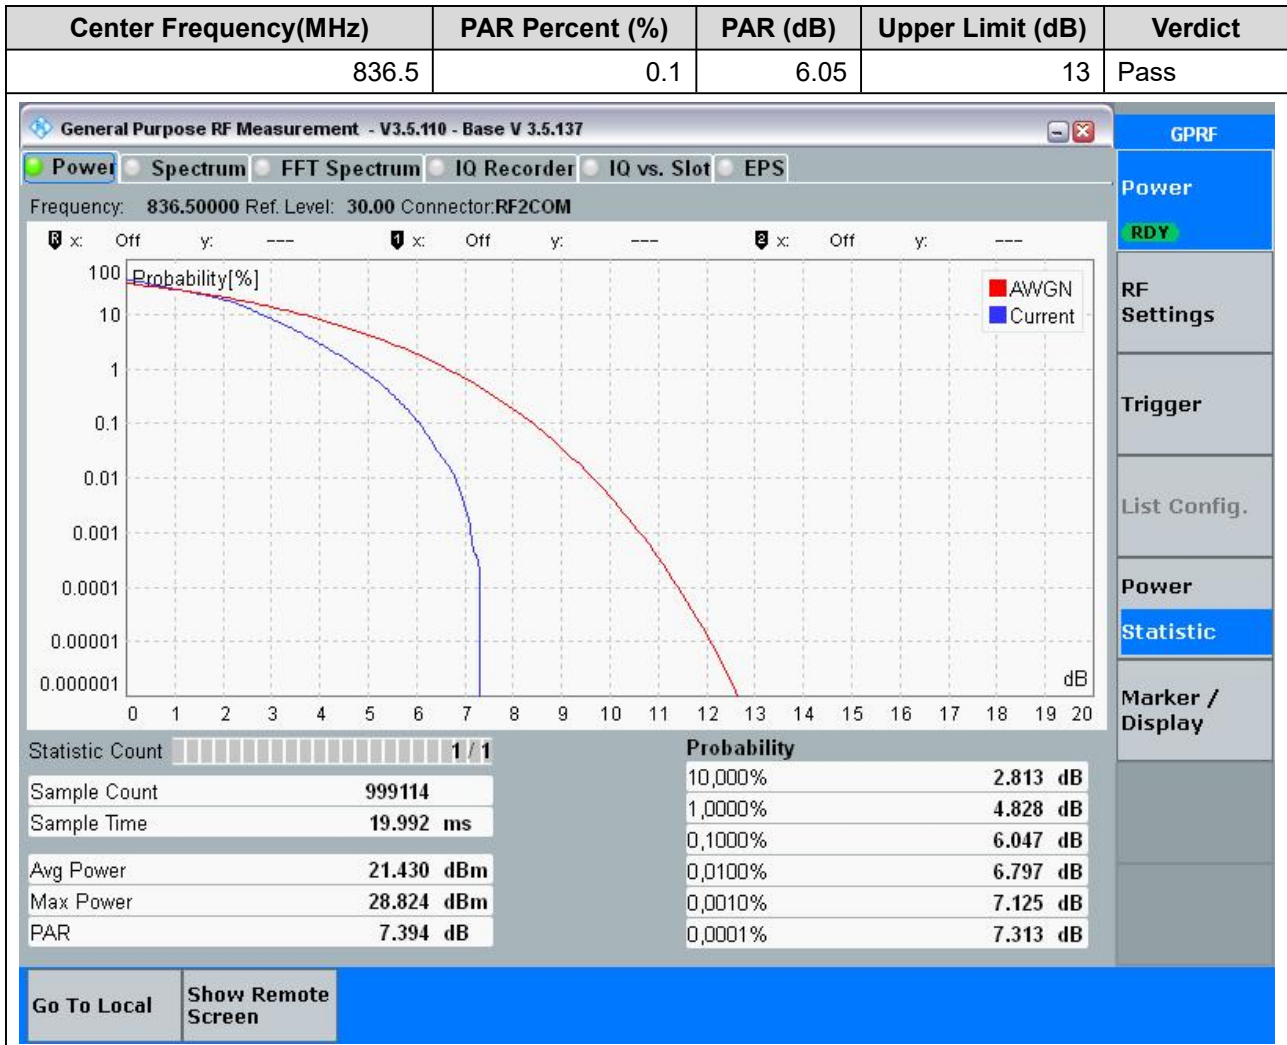 Center Frequency(MHz) PAR Percent (%) PAR (dB) Upper Limit (dB) Verdict
836.5 0.1 6.05 13 Pass
General Purpose RF Measurement - V3.5.110 - Base V 3.5.137
GPRF
Power Spectrum FFT Spectrum IQ Recorder IQ vs. Slot EPS
Power
RDY
Frequency: 836.50000 Ref. Level: 30.00 Connector:RF2COM
R x: Off y: --- 1 x: Off y: --- 2 x: Off y: ---
Probability[%]
AWGN
Current
100
10
1
0.1
0.01
0.001
0.0001
0.00001
0.000001
dB
0 1 2 3 4 5 6 7 8 9 10 11 12 13 14 15 16 17 18 19 20
RF
Settings
Trigger
List Config.
Power
Statistic
Marker /
Display
Statistic Count 1 / 1
Sample Count 999114
Sample Time 19.992 ms
Avg Power 21.430 dBm
Max Power 28.824 dBm
PAR 7.394 dB
Probability
10,000% 2.813 dB
1,0000% 4.828 dB
0,1000% 6.047 dB
0,0100% 6.797 dB
0,0010% 7.125 dB
0,0001% 7.313 dB
Go To Local
Show Remote
Screen